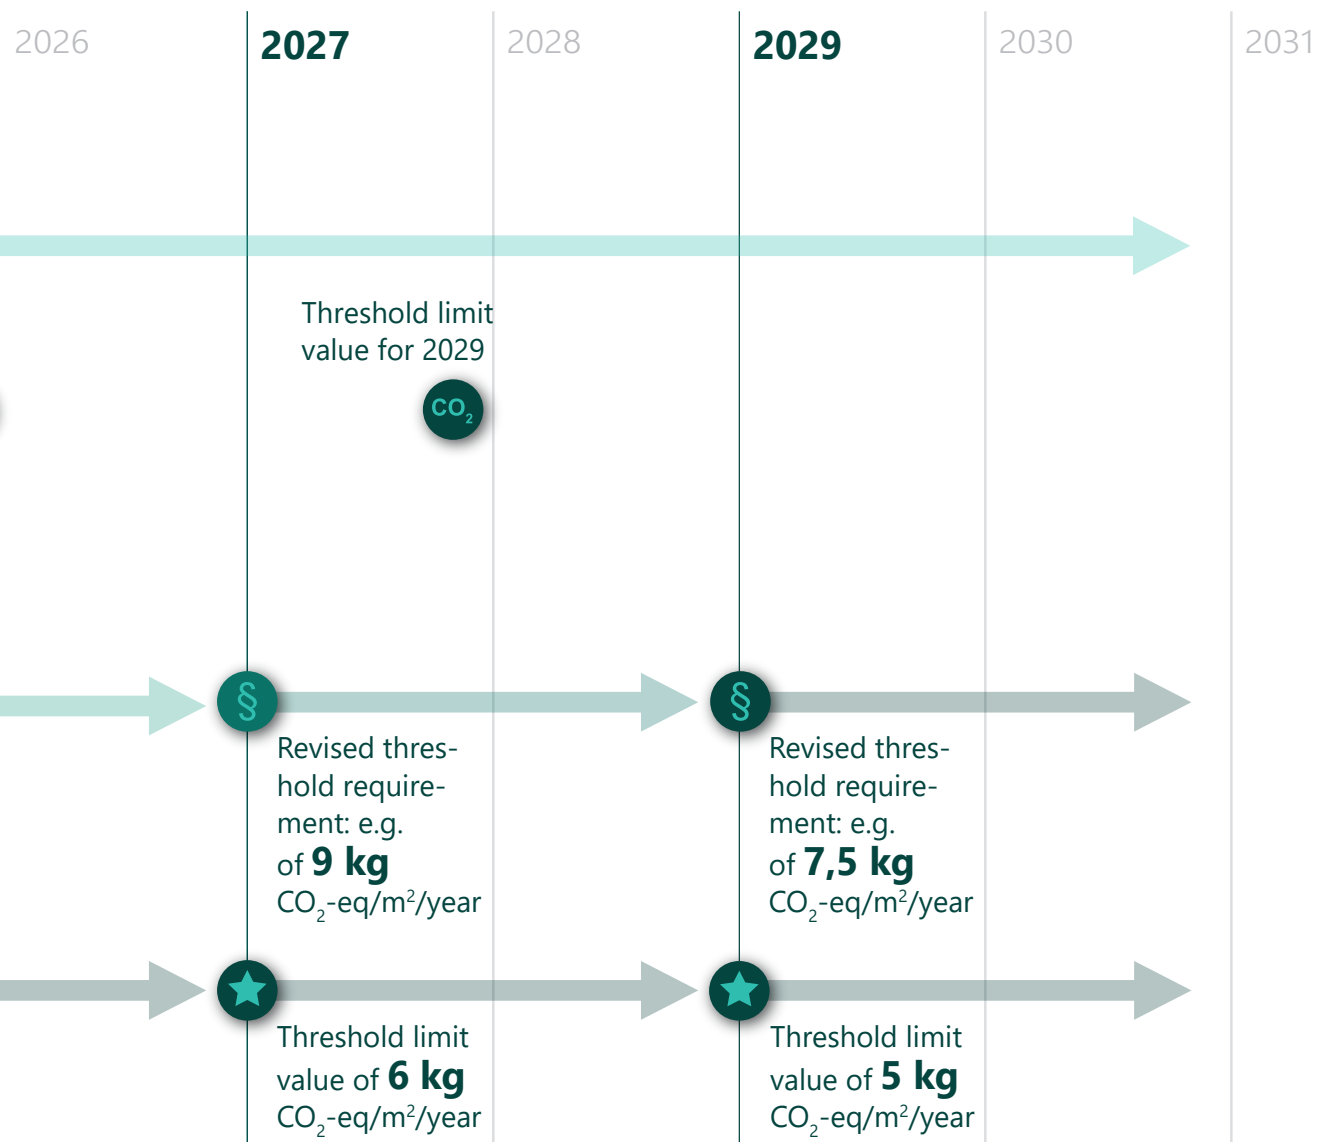 2026
2027
2028
2029
2030
2031
Threshold limit
value for 2029
CO₂
§
Revised thres-
hold require-
ment: e.g.
of 9 kg
CO₂-eq/m²/year
§
Revised thres-
hold require-
ment: e.g.
of 7,5 kg
CO₂-eq/m²/year
Threshold limit
value of 6 kg
CO₂-eq/m²/year
Threshold limit
value of 5 kg
CO₂-eq/m²/year